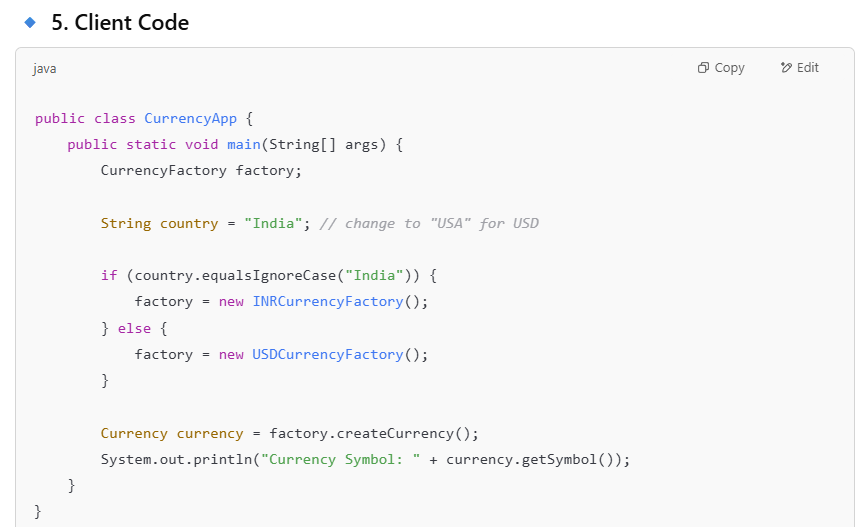 5. Client Code
java
Copy
Edit
public class CurrencyApp {
    public static void main(String[] args) {
        CurrencyFactory factory;

        String country = "India"; // change to "USA" for USD

        if (country.equalsIgnoreCase("India")) {
            factory = new INRCurrencyFactory();
        } else {
            factory = new USDCurrencyFactory();
        }

        Currency currency = factory.createCurrency();
        System.out.println("Currency Symbol: " + currency.getSymbol());
    }
}